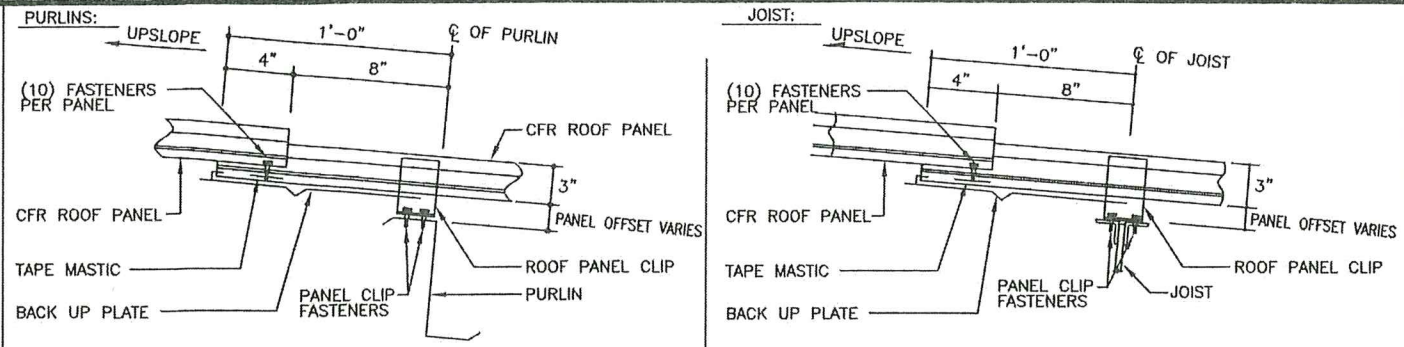 PURLINS:
UPSLOPE
1'-0"
℄ OF PURLIN
4"
8"
(10) FASTENERS
PER PANEL
CFR ROOF PANEL
3"
CFR ROOF PANEL
PANEL OFFSET VARIES
TAPE MASTIC
ROOF PANEL CLIP
PANEL CLIP
FASTENERS
PURLIN
BACK UP PLATE
JOIST:
UPSLOPE
1'-0"
℄ OF JOIST
4"
8"
(10) FASTENERS
PER PANEL
CFR ROOF PANEL
3"
PANEL OFFSET VARIES
TAPE MASTIC
ROOF PANEL CLIP
PANEL CLIP
FASTENERS
JOIST
BACK UP PLATE